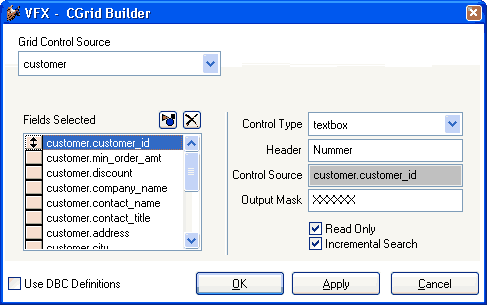 VFX - CGrid Builder
Grid Control Source
customer
Fields Selected
customer.customer_id
customer.min_order_amt
customer.discount
customer.company_name
customer.contact_name
customer.contact_title
customer.address
customer.city
Control Type
textbox
Header
Nummer
Control Source
customer.customer_id
Output Mask
XXXXXX
Read Only
Incremental Search
Use DBC Definitions
OK
Apply
Cancel